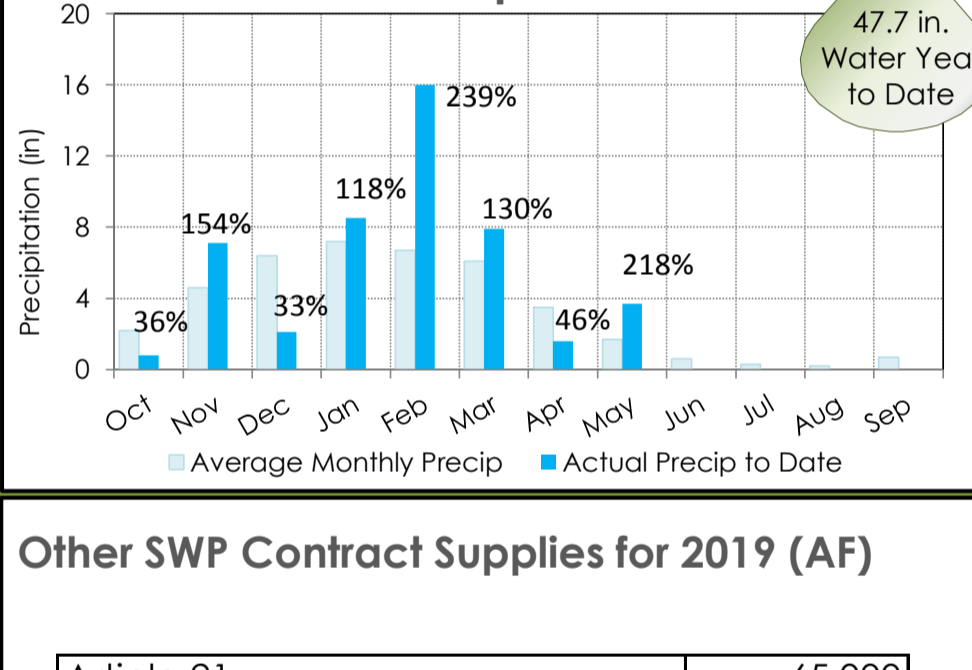 20
47.7 in.
Water Yea
to Date
16
239%
12
118%
130%
8
154%
218%
4
36%
33%
46%
0
Precipitation (in)
Oct Nov Dec Jan Feb Mar Apr May Jun Jul Aug Sep
Average Monthly Precip Actual Precip to Date
Other SWP Contract Supplies for 2019 (AF)